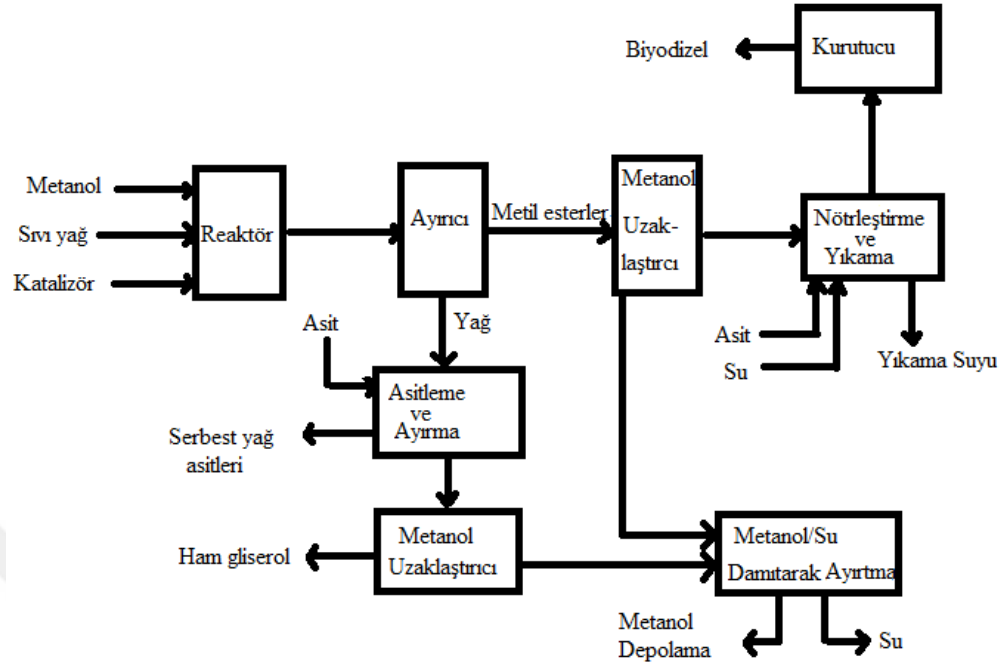 Biyodizel
Kurutucu
Metanol
Sıvı yağ
Katalizör
Reaktör
Ayırıcı
Metil esterler
Metanol
Uzak-
laştırcı
Nötrleştirme
ve
Yıkama
Asit
Su
Yıkama Suyu
Asit
Yağ
Asitleme
ve
Ayırma
Serbest yağ
asitleri
Ham gliserol
Metanol
Uzaklaştırıcı
Metanol/Su
Damıtarak Ayırtma
Metanol
Depolama
Su